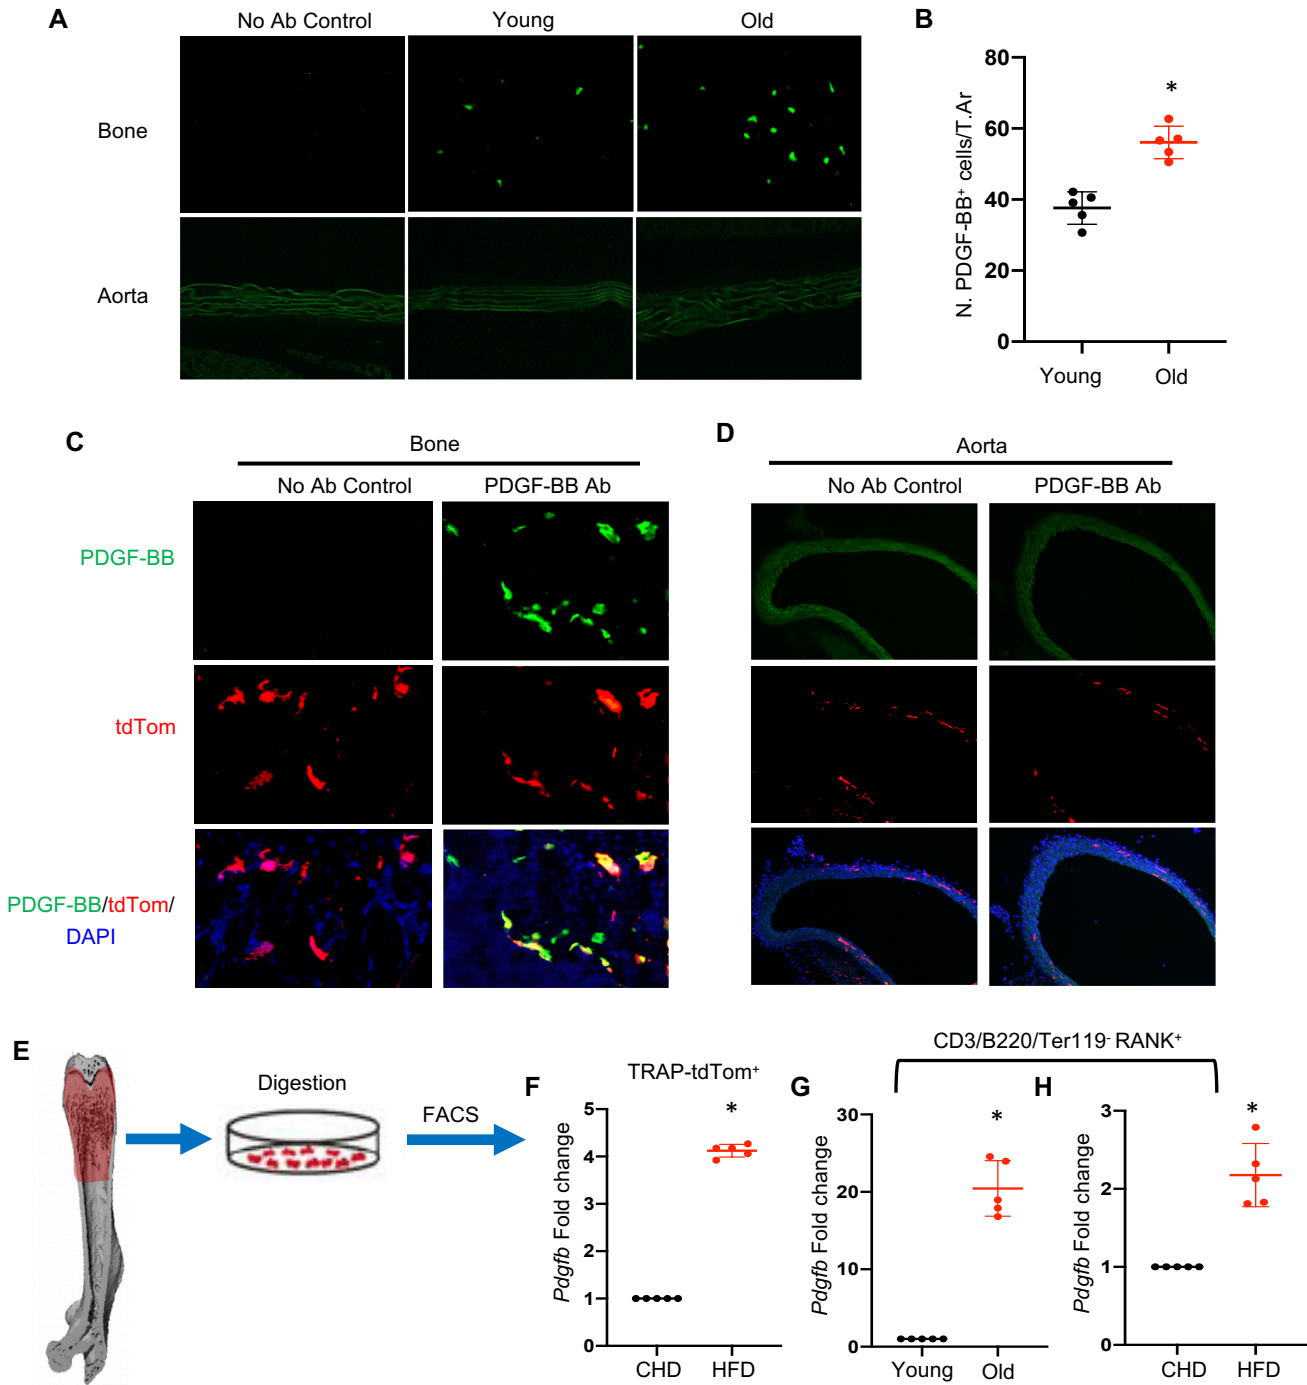 A
No Ab Control
Young
Old
Bone
Aorta
B
N. PDGF-BB⁺ cells/T.Ar
80
60
40
20
0
Young
Old
C
Bone
No Ab Control
PDGF-BB Ab
PDGF-BB
tdTom
PDGF-BB/tdTom/
DAPI
D
Aorta
No Ab Control
PDGF-BB Ab
*
E
Digestion
FACS
F
TRAP-tdTom⁺
Pdgfb Fold change
5
4
3
2
1
0
*
CHD
HFD
CD3/B220/Ter119⁻ RANK⁺
G
Pdgfb Fold change
30
20
10
0
*
Young
Old
H
Pdgfb Fold change
3
2
1
0
*
CHD
HFD